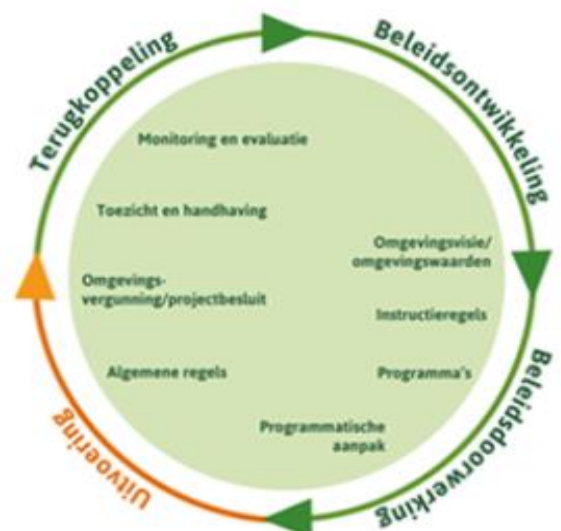 Terugkoppeling
Beleidsontwikkeling
Monitoring en evaluatie
Toezicht en handhaving
Omgevingsvisie/
omgevingswaarden
Omgevings-
vergunning/projectbesluit
Instructieregels
Algemene regels
Programma's
Programmatische
aanpak
Uitvoering
Beleidsdoorwerking